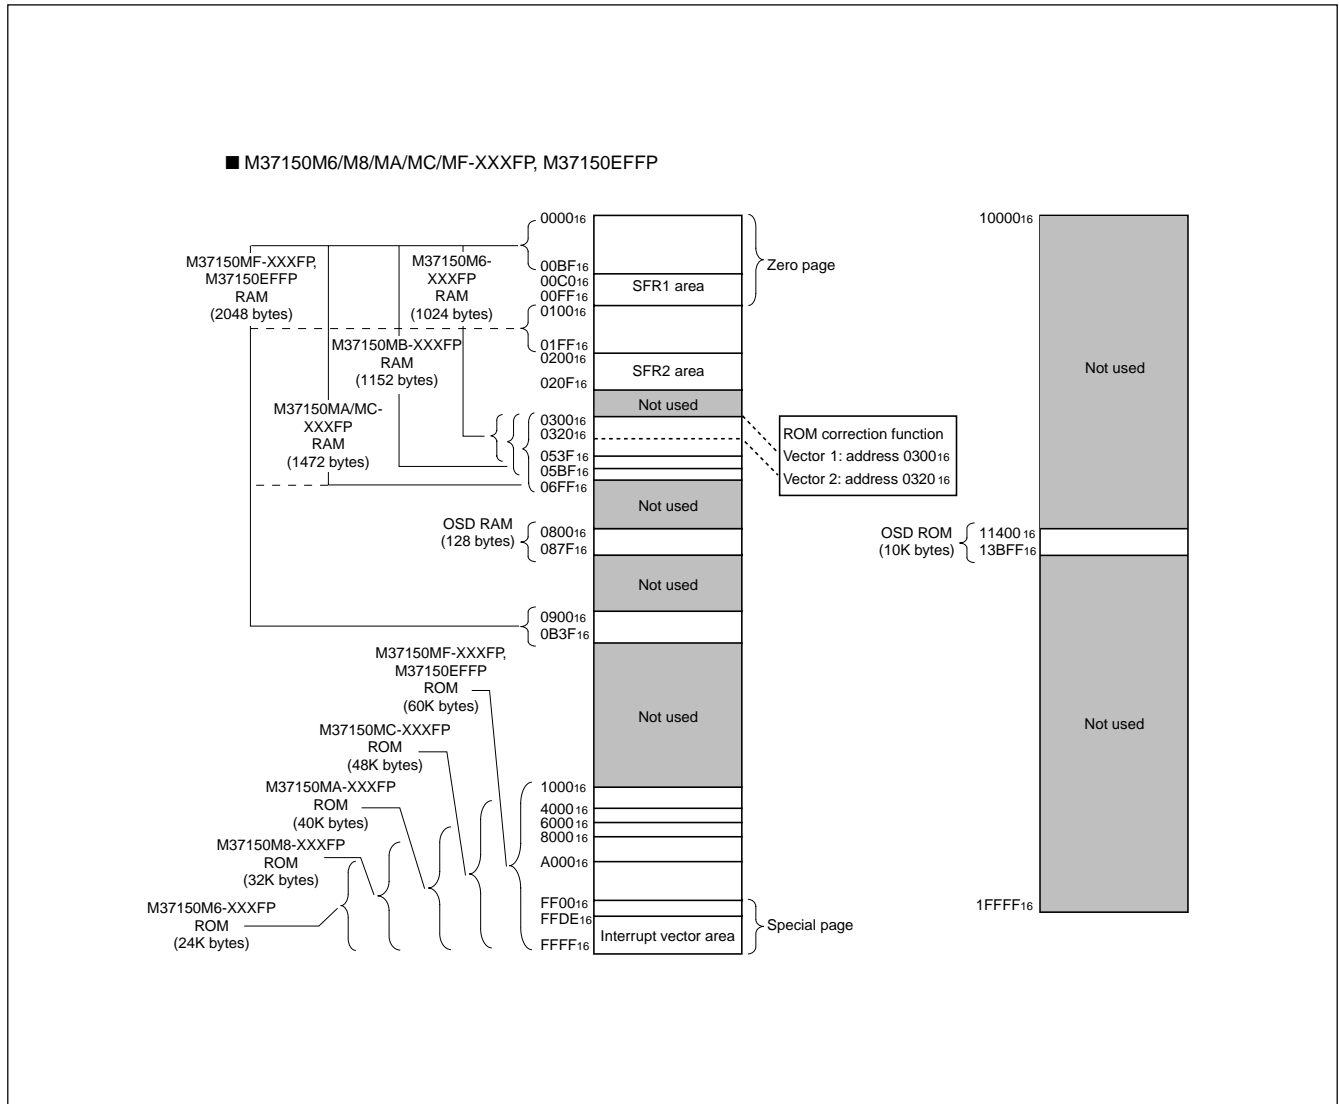 ■ M37150M6/M8/MA/MC/MF-XXXFP, M37150EFFP
M37150MF-XXXFP,
M37150EFFP
RAM
(2048 bytes)
M37150M6-
XXXFP
RAM
(1024 bytes)
M37150MB-XXXFP
RAM
(1152 bytes)
M37150MA/MC-
XXXFP
RAM
(1472 bytes)
OSD RAM
(128 bytes)
M37150MF-XXXFP,
M37150EFFP
ROM
(60K bytes)
M37150MC-XXXFP
ROM
(48K bytes)
M37150MA-XXXFP
ROM
(40K bytes)
M37150M8-XXXFP
ROM
(32K bytes)
M37150M6-XXXFP
ROM
(24K bytes)
000016
00BF16
00C016
00FF16
010016
01FF16
020016
020F16
030016
032016
053F16
05BF16
06FF16
080016
087F16
090016
0B3F16
100016
400016
600016
800016
A00016
FF0016
FFDE16
FFFF16
SFR1 area
SFR2 area
Not used
Not used
Not used
Not used
Interrupt vector area
Zero page
ROM correction function
Vector 1: address 030016
Vector 2: address 032016
Special page
1000016
Not used
OSD ROM
(10K bytes)
1140016
13BFF16
Not used
1FFFF16